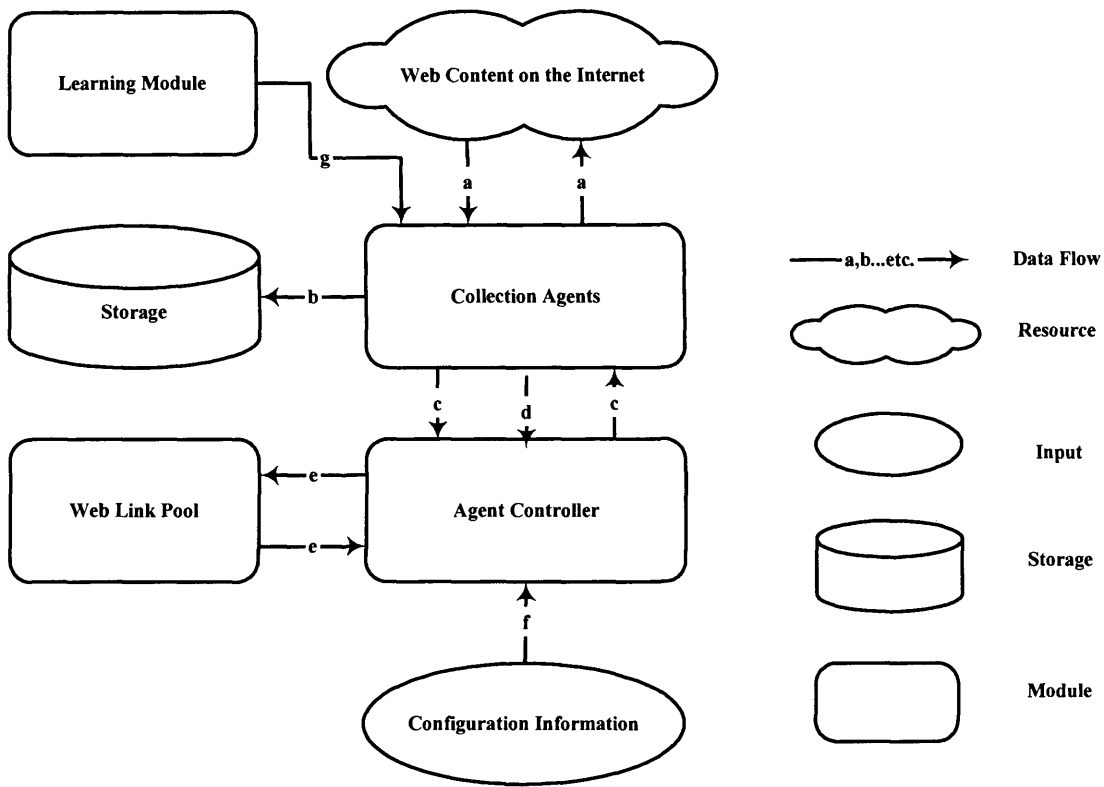 Learning Module
Web Content on the Internet
g
a
a
Storage
b
Collection Agents
c
d
c
Web Link Pool
e
e
Agent Controller
f
Configuration Information
a,b...etc.
Data Flow
Resource
Input
Storage
Module